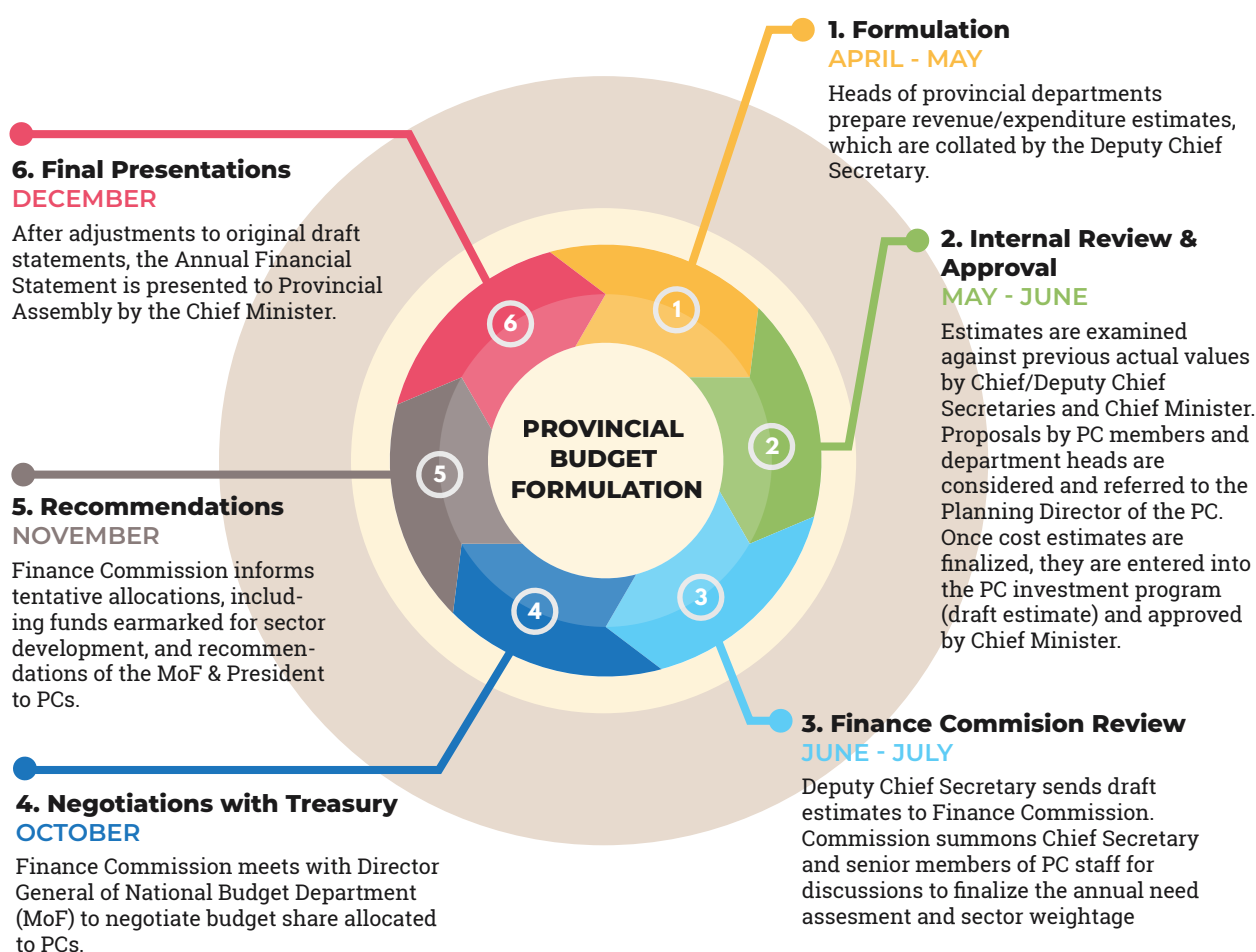 PROVINCIAL
BUDGET
FORMULATION
1
2
3
4
5
6
1. Formulation
APRIL - MAY
Heads of provincial departments
prepare revenue/expenditure estimates,
which are collated by the Deputy Chief
Secretary.
2. Internal Review &
Approval
MAY - JUNE
Estimates are examined
against previous actual values
by Chief/Deputy Chief
Secretaries and Chief Minister.
Proposals by PC members and
department heads are
considered and referred to the
Planning Director of the PC.
Once cost estimates are
finalized, they are entered into
the PC investment program
(draft estimate) and approved
by Chief Minister.
3. Finance Commision Review
JUNE - JULY
Deputy Chief Secretary sends draft
estimates to Finance Commission.
Commission summons Chief Secretary
and senior members of PC staff for
discussions to finalize the annual need
assesment and sector weightage
4. Negotiations with Treasury
OCTOBER
Finance Commission meets with Director
General of National Budget Department
(MoF) to negotiate budget share allocated
to PCs.
5. Recommendations
NOVEMBER
Finance Commission informs
tentative allocations, includ-
ing funds earmarked for sector
development, and recommen-
dations of the MoF & President
to PCs.
6. Final Presentations
DECEMBER
After adjustments to original draft
statements, the Annual Financial
Statement is presented to Provincial
Assembly by the Chief Minister.